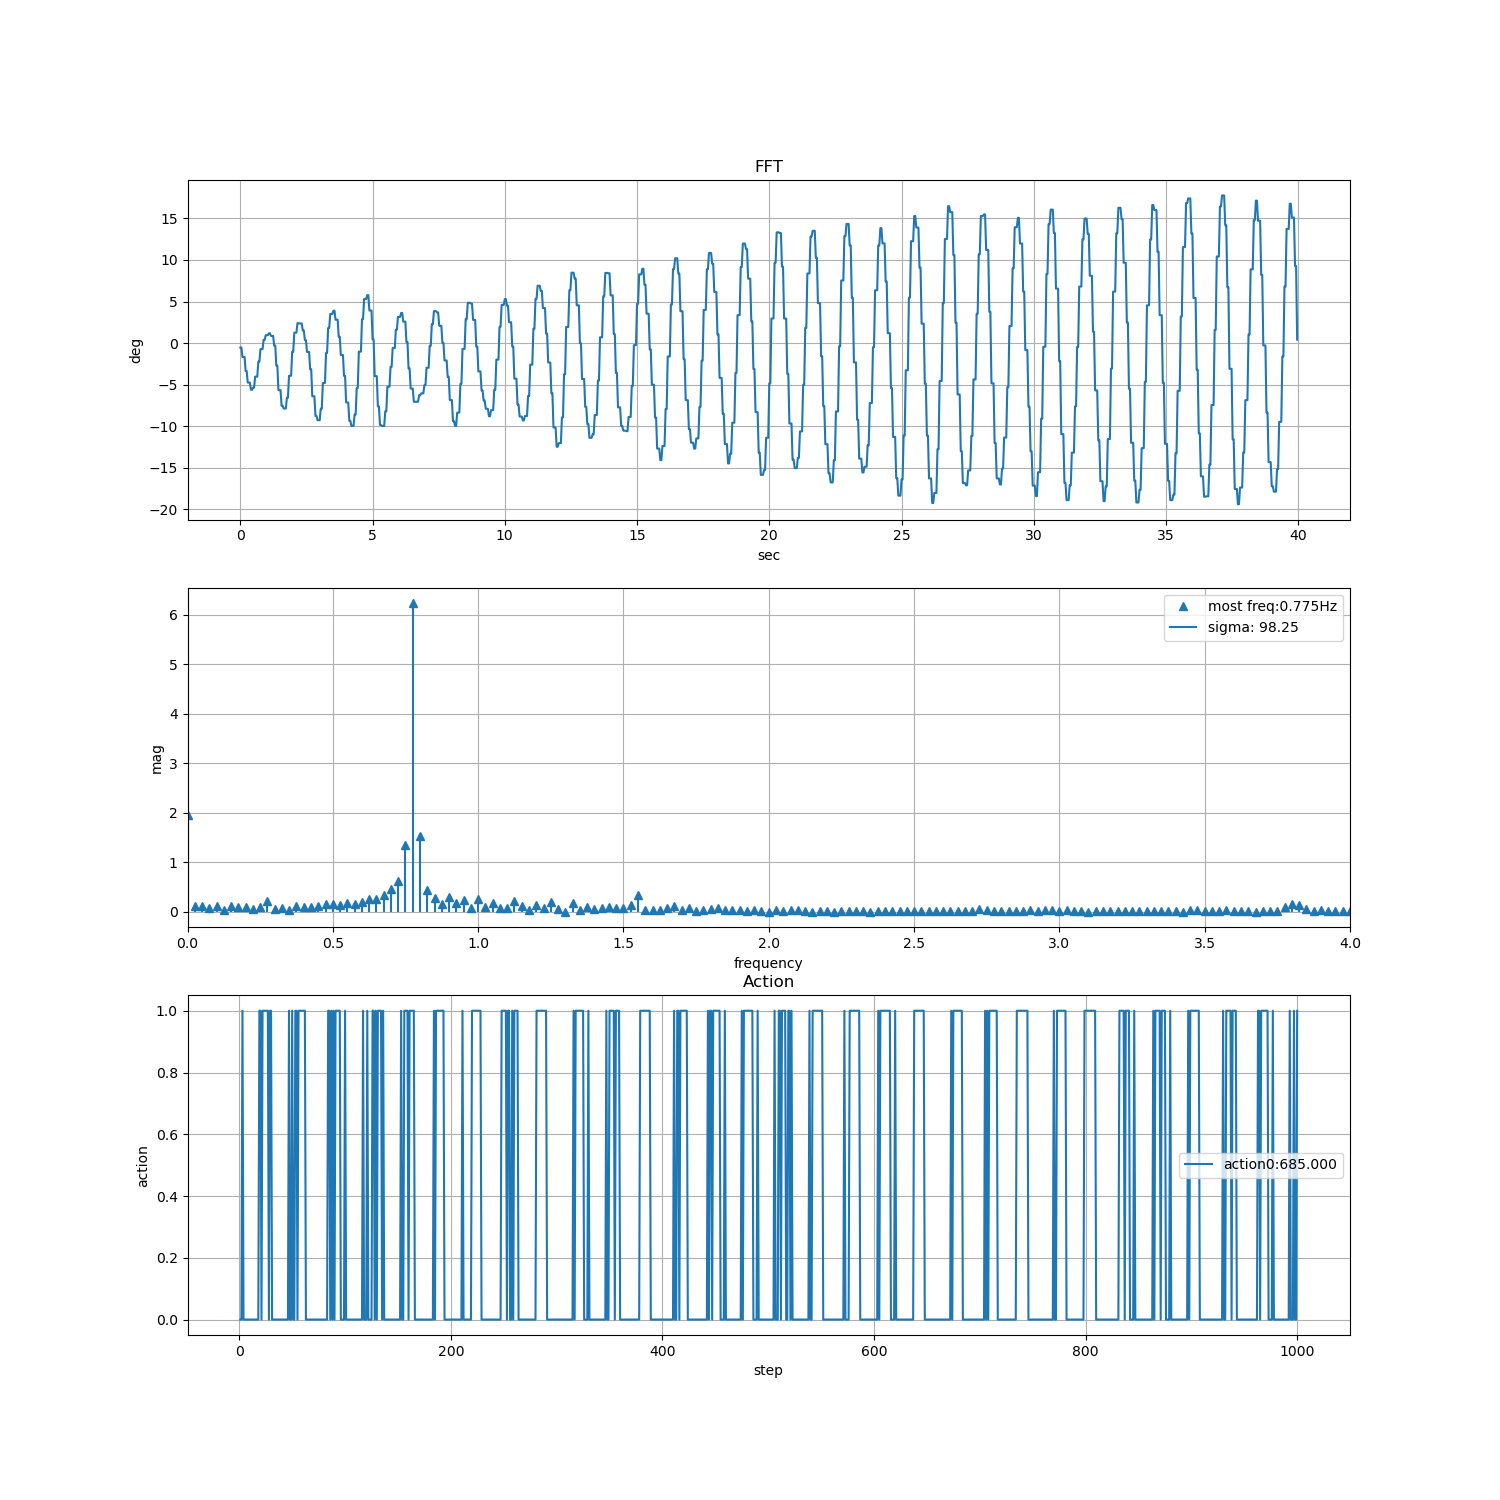 FFT
15
10
5
0
−5
−10
−15
−20
deg
0 5 10 15 20 25 30 35 40
sec
6
5
4
3
2
1
0
mag
most freq:0.775Hz
sigma: 98.25
0.0 0.5 1.0 1.5 2.0 2.5 3.0 3.5 4.0
frequency
Action
1.0
0.8
0.6
0.4
0.2
0.0
action
action0:685.000
0 200 400 600 800 1000
step